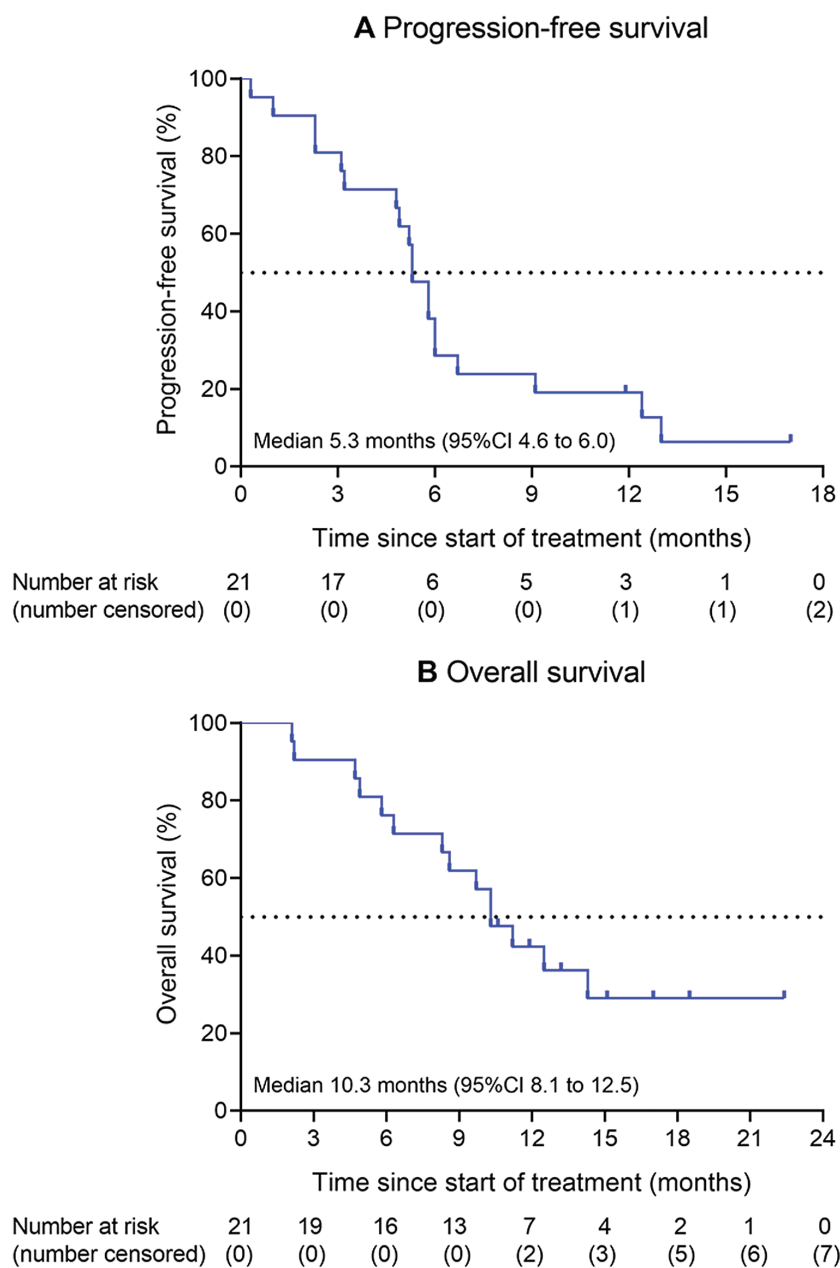 A Progression-free survival
Progression-free survival (%)
100
80
60
40
20
0
Median 5.3 months (95%CI 4.6 to 6.0)
0 3 6 9 12 15 18
Time since start of treatment (months)
Number at risk 21 17 6 5 3 1 0
(number censored) (0) (0) (0) (0) (1) (1) (2)
B Overall survival
Overall survival (%)
100
80
60
40
20
0
Median 10.3 months (95%CI 8.1 to 12.5)
0 3 6 9 12 15 18 21 24
Time since start of treatment (months)
Number at risk 21 19 16 13 7 4 2 1 0
(number censored) (0) (0) (0) (0) (2) (3) (5) (6) (7)